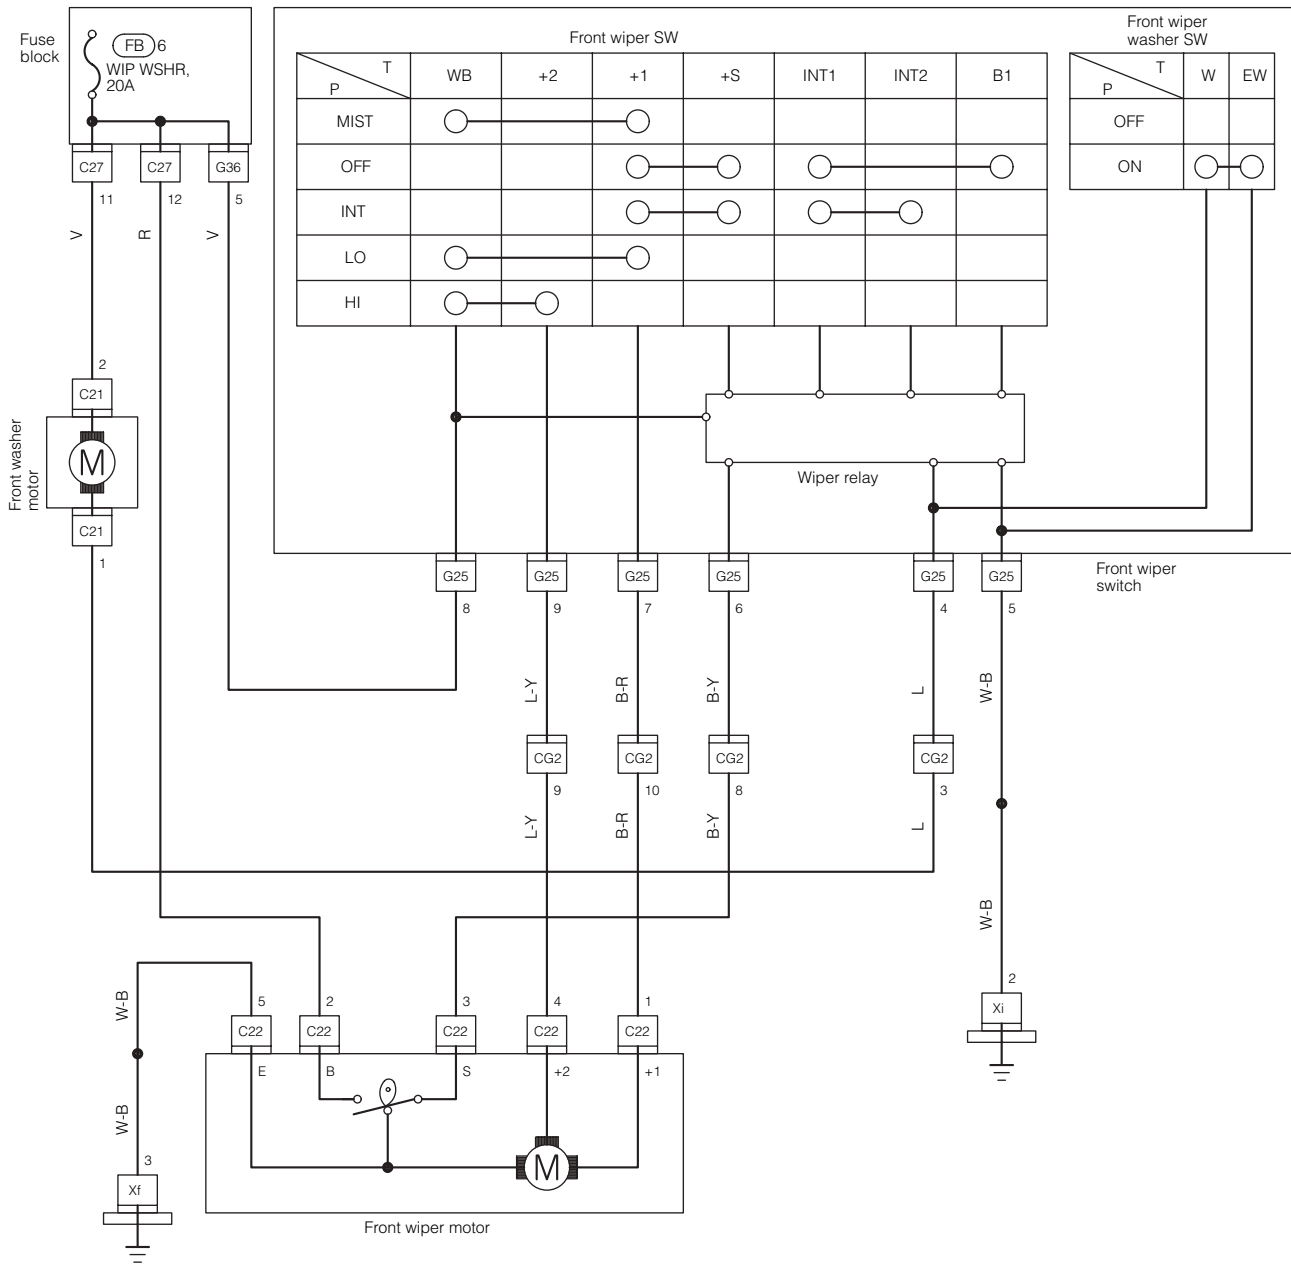 Fuse
block
FB 6
WIP WSHR,
20A
C27
C27
G36
11
12
5
V
R
V
Front wiper SW
T
P
WB
+2
+1
+S
INT1
INT2
B1
MIST
OFF
INT
LO
HI
Front wiper
washer SW
T
P
W
EW
OFF
ON
2
C21
M
Front washer
motor
C21
1
Wiper relay
Front wiper
switch
G25
G25
G25
G25
G25
G25
8
9
7
6
4
5
L-Y
B-R
B-Y
L
W-B
CG2
CG2
CG2
CG2
9
10
8
3
L-Y
B-R
B-Y
L
W-B
2
Xi
W-B
5
2
3
4
1
C22
C22
C22
C22
C22
E
B
S
+2
+1
W-B
3
Xf
M
Front wiper motor